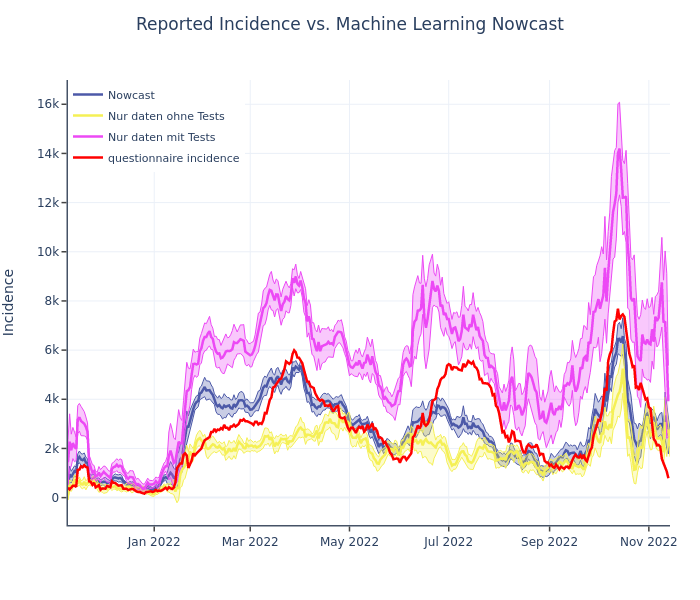 Reported Incidence vs. Machine Learning Nowcast
Nowcast
Nur daten ohne Tests
Nur daten mit Tests
questionnaire incidence
Incidence
16k
14k
12k
10k
8k
6k
4k
2k
0
Jan 2022
Mar 2022
May 2022
Jul 2022
Sep 2022
Nov 2022